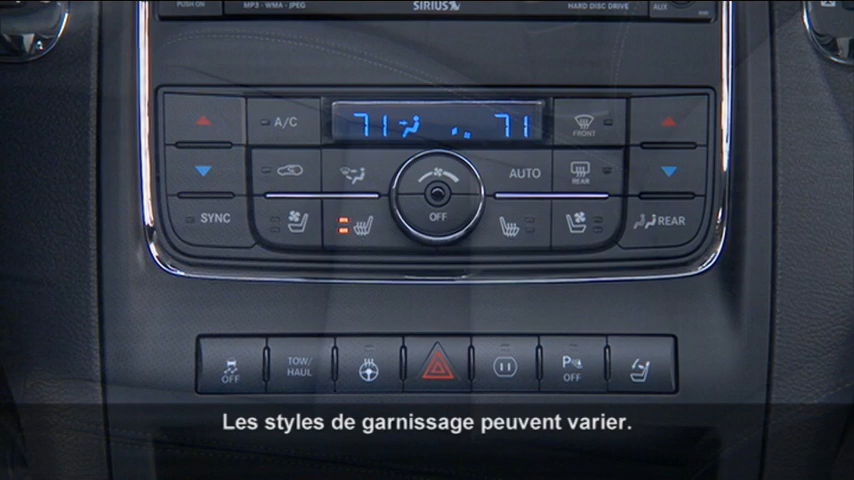 PUSH ON MP3 - WMA - JPEG SIRIUS HARD DISC DRIVE AUX
71 71
A/C FRONT
AUTO REAR
SYNC OFF REAR
OFF TOW/HAUL P OFF
Les styles de garnissage peuvent varier.